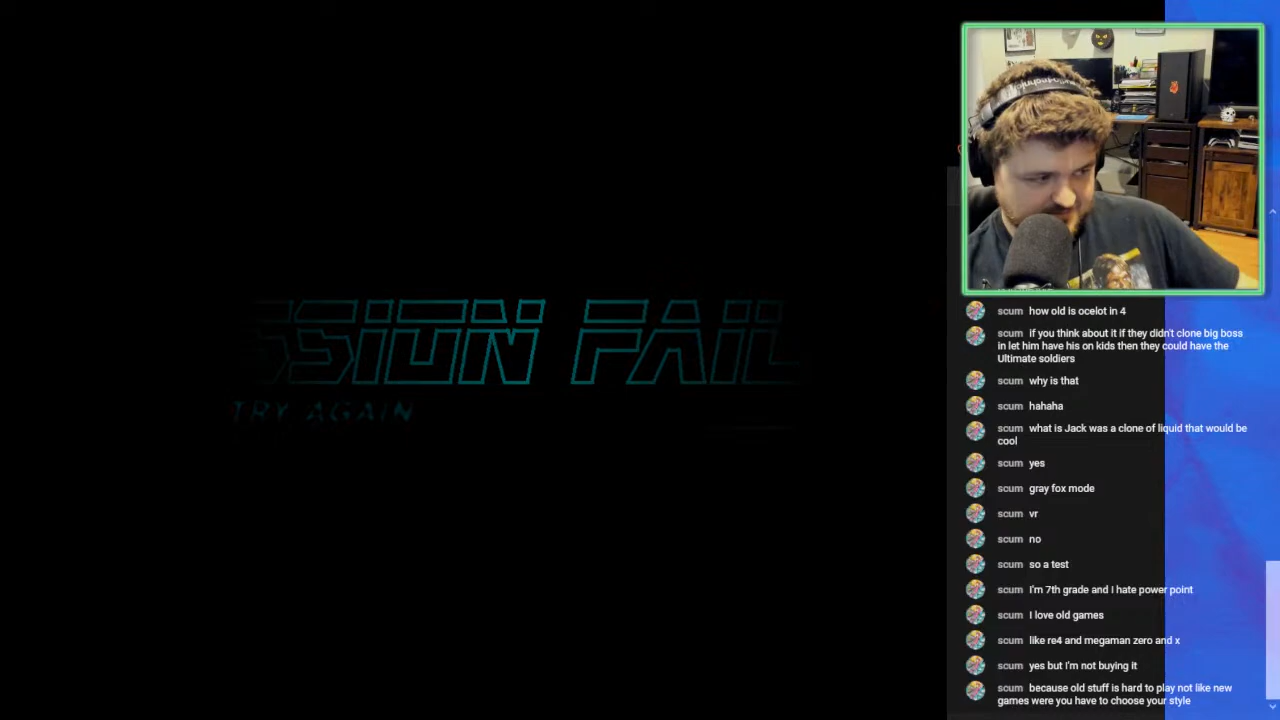 SSION FAIL
TRY AGAIN
scum how old is ocelot in 4
scum if you think about it if they didn't clone big boss
in let him have his on kids then they could have the
Ultimate soldiers
scum why is that
scum hahaha
scum what is Jack was a clone of liquid that would be
cool
scum yes
scum gray fox mode
scum vr
scum no
scum so a test
scum I'm 7th grade and I hate power point
scum I love old games
scum like re4 and megaman zero and x
scum yes but I'm not buying it
scum because old stuff is hard to play not like new
games were you have to choose your style